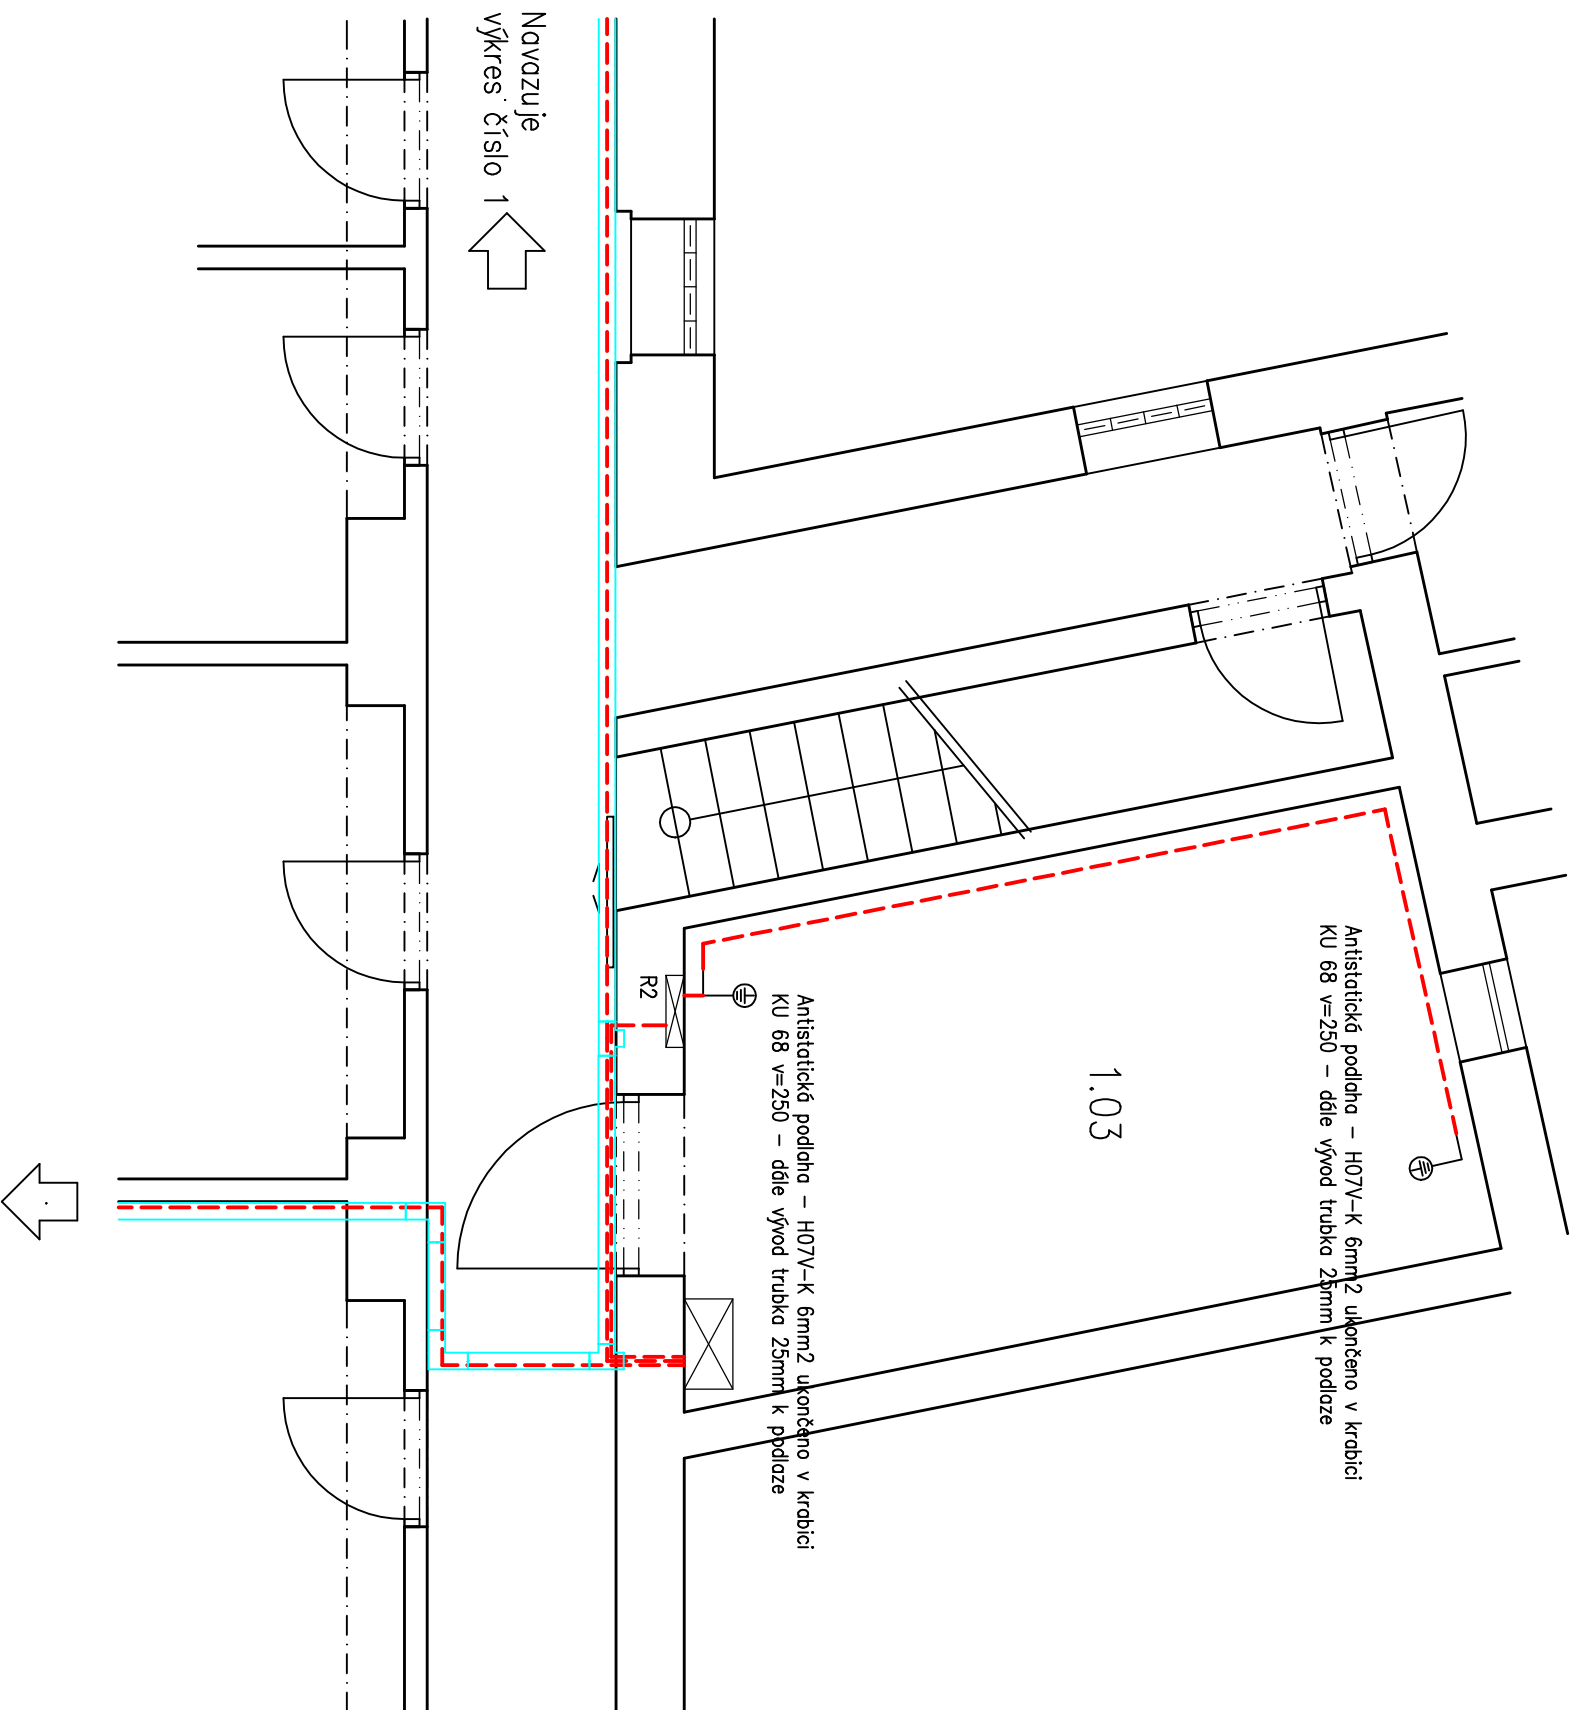 Navazuje
výkres číslo 1
Antistatická podlaha – H07V–K 6mm2 ukončeno v krabici
KU 68 v=250 – dále vývod trubka 25mm k podlaze
1.03
R2
Antistatická podlaha – H07V–K 6mm2 ukončeno v krabici
KU 68 v=250 – dále vývod trubka 25mm k podlaze